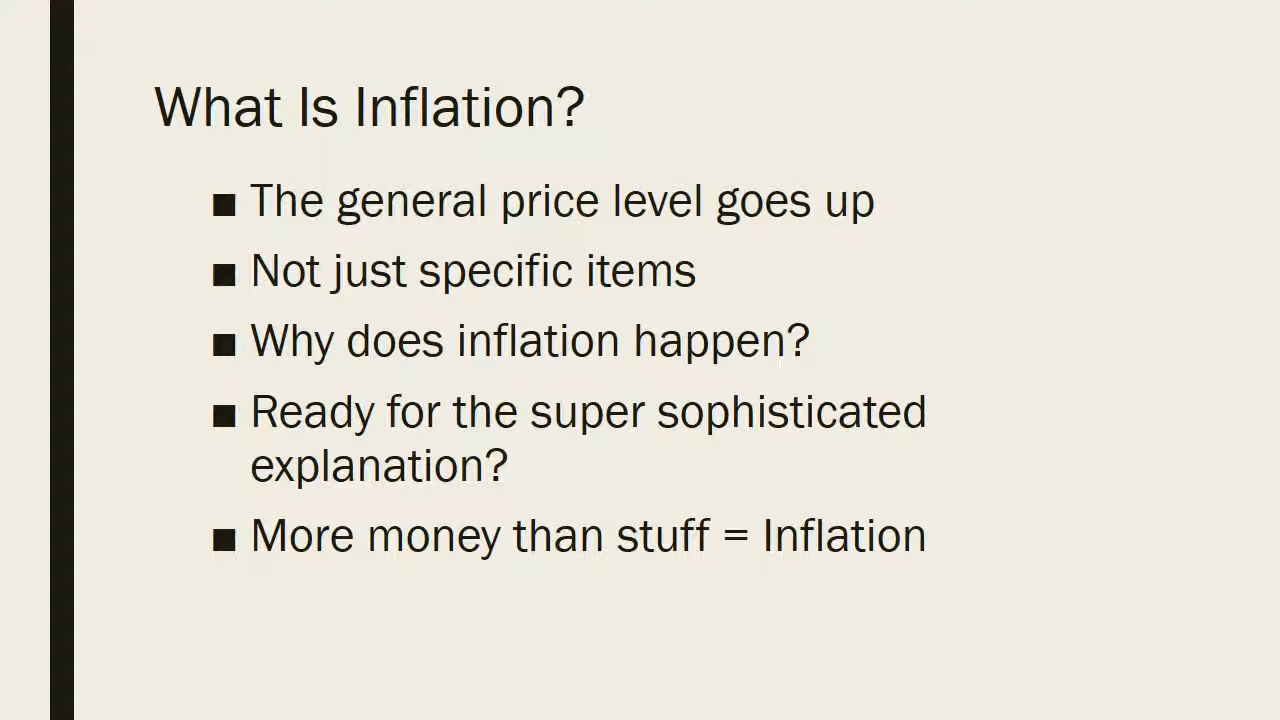 What Is Inflation?
■ The general price level goes up
■ Not just specific items
■ Why does inflation happen?
■ Ready for the super sophisticated
explanation?
■ More money than stuff = Inflation